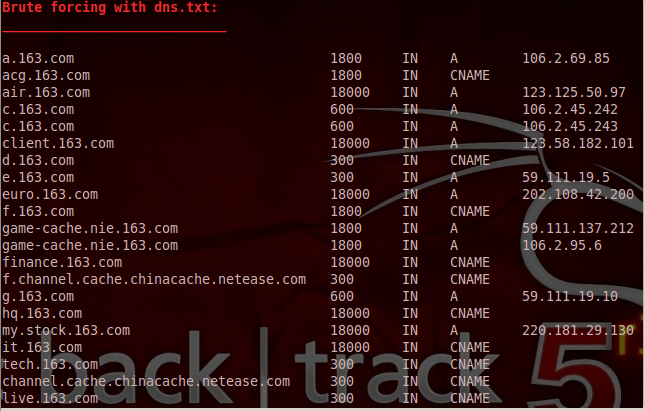 Brute forcing with dns.txt:
a.163.com 1800 IN A 106.2.69.85
acg.163.com 1800 IN CNAME
air.163.com 18000 IN A 123.125.50.97
c.163.com 600 IN A 106.2.45.242
c.163.com 600 IN A 106.2.45.243
client.163.com 18000 IN A 123.58.182.101
d.163.com 300 IN CNAME
e.163.com 300 IN A 59.111.19.5
euro.163.com 18000 IN A 202.108.42.200
f.163.com 1800 IN CNAME
game-cache.nie.163.com 1800 IN A 59.111.137.212
game-cache.nie.163.com 1800 IN A 106.2.95.6
finance.163.com 18000 IN CNAME
f.channel.cache.chinacache.netease.com 300 IN CNAME
g.163.com 600 IN A 59.111.19.10
hq.163.com 18000 IN CNAME
my.stock.163.com 18000 IN A 220.181.29.130
it.163.com 18000 IN CNAME
tech.163.com 300 IN CNAME
channel.cache.chinacache.netease.com 300 IN CNAME
live.163.com 300 IN CNAME
back | track 5